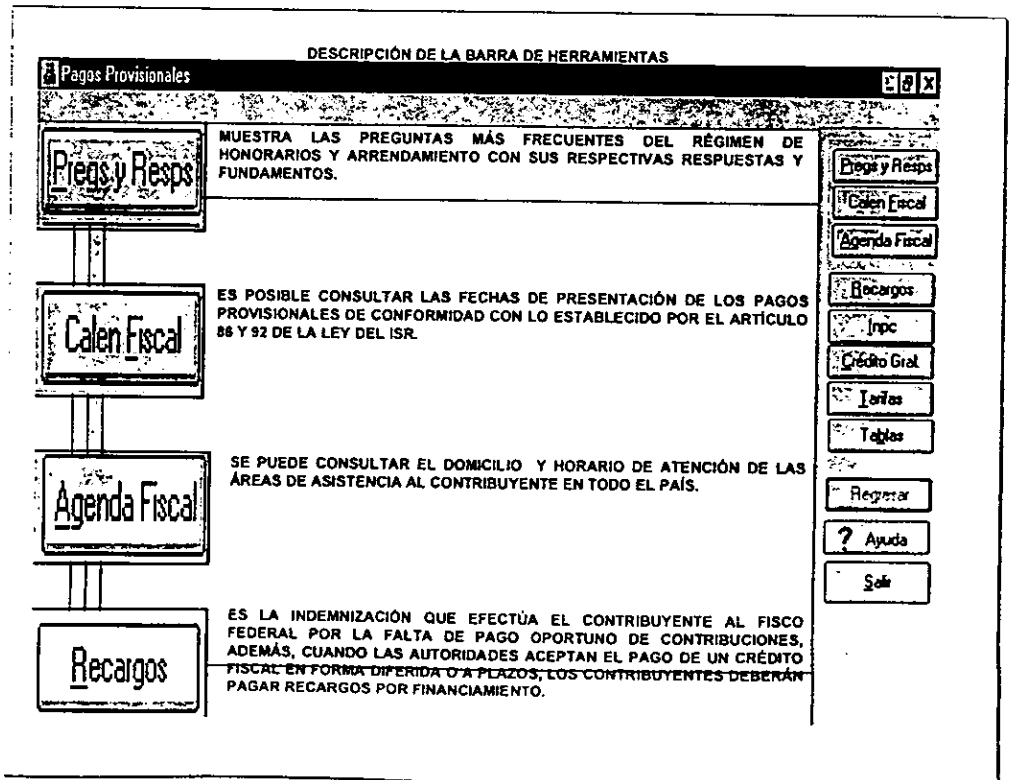 DESCRIPCIÓN DE LA BARRA DE HERRAMIENTAS
Pagos Provisionales
Pregs y Resps
MUESTRA LAS PREGUNTAS MÁS FRECUENTES DEL RÉGIMEN DE
HONORARIOS Y ARRENDAMIENTO CON SUS RESPECTIVAS RESPUESTAS Y
FUNDAMENTOS.
Calen Fiscal
ES POSIBLE CONSULTAR LAS FECHAS DE PRESENTACIÓN DE LOS PAGOS
PROVISIONALES DE CONFORMIDAD CON LO ESTABLECIDO POR EL ARTÍCULO
86 Y 92 DE LA LEY DEL ISR.
Agenda Fiscal
SE PUEDE CONSULTAR EL DOMICILIO Y HORARIO DE ATENCIÓN DE LAS
ÁREAS DE ASISTENCIA AL CONTRIBUYENTE EN TODO EL PAÍS.
Recargos
ES LA INDEMNIZACIÓN QUE EFECTÚA EL CONTRIBUYENTE AL FISCO
FEDERAL POR LA FALTA DE PAGO OPORTUNO DE CONTRIBUCIONES,
ADEMÁS, CUANDO LAS AUTORIDADES ACEPTAN EL PAGO DE UN CRÉDITO
FISCAL EN FORMA DIFERIDA O A PLAZOS, LOS CONTRIBUYENTES DEBERÁN
PAGAR RECARGOS POR FINANCIAMIENTO.
Pregs y Resps
Calen Fiscal
Agenda Fiscal
Recargos
Inpc
Crédito Gral.
Tarifas
Tablas
Regresar
? Ayuda
Salir